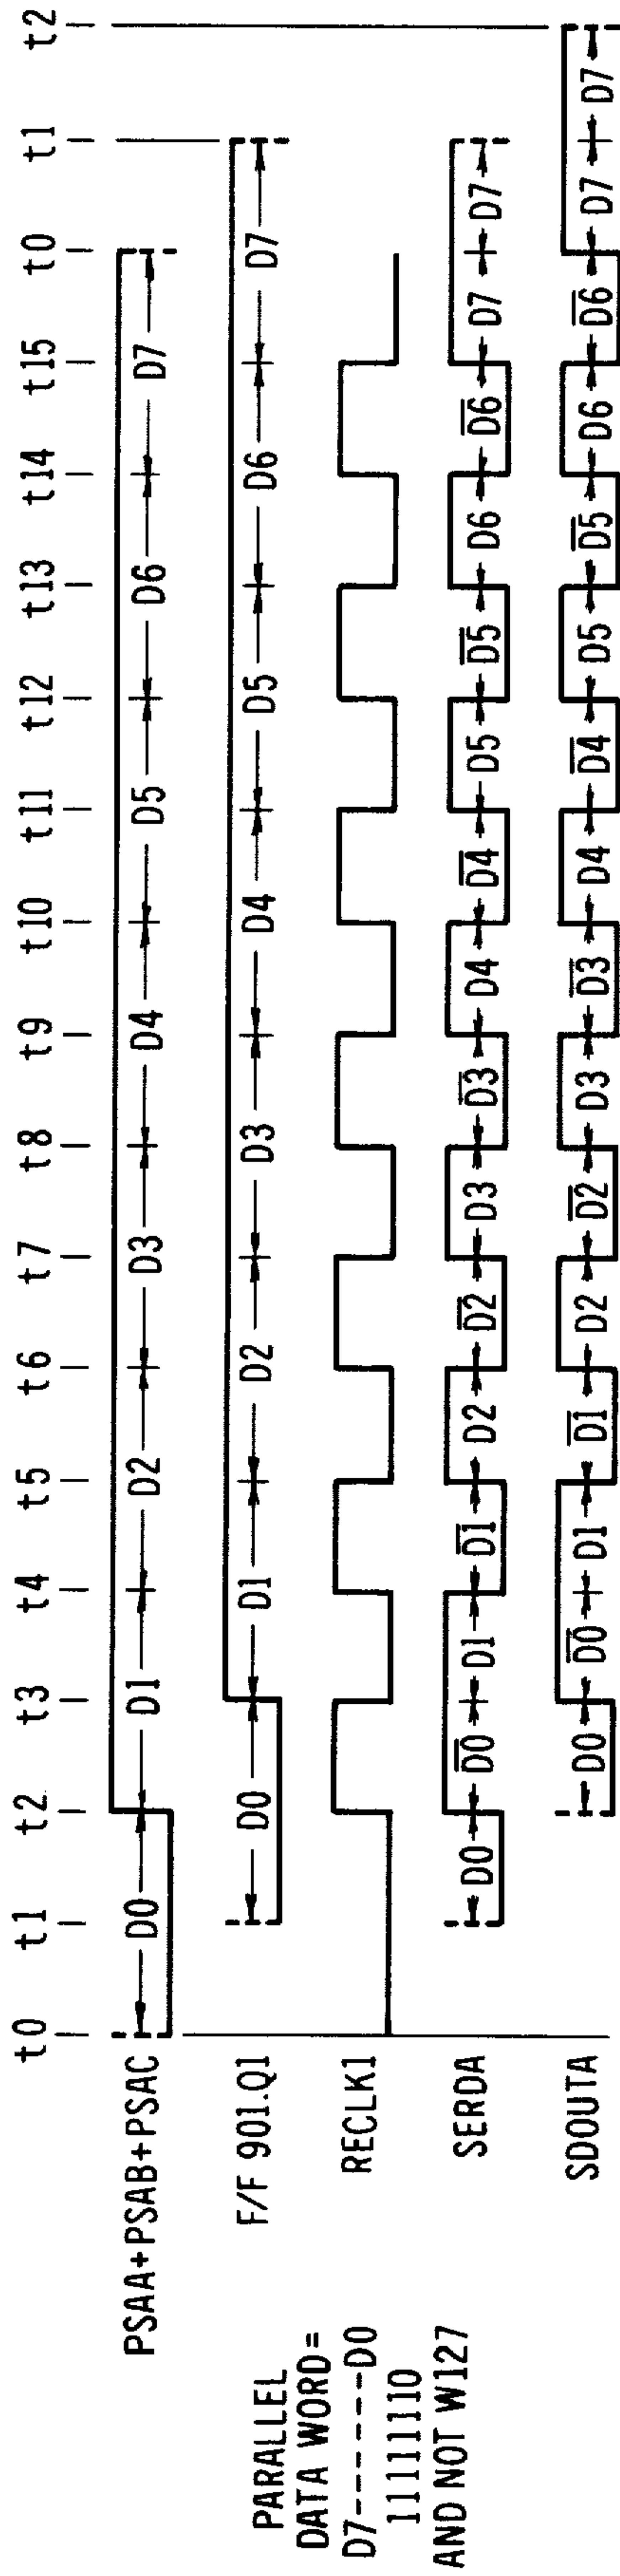 t0 t1 t2 t3 t4 t5 t6 t7 t8 t9 t10 t11 t12 t13 t14 t15 t0 t1 t2
PSAA+PSAB+PSAC D0 D1 D2 D3 D4 D5 D6 D7
F/F 901.Q1 D0 D1 D2 D3 D4 D5 D6 D7
RECLK1
SERDA D0 D̅0̅ D1 D̅1̅ D2 D̅2̅ D3 D̅3̅ D4 D̅4̅ D5 D̅5̅ D6 D̅6̅ D7 D7
SDOUTA D0 D̅0̅ D1 D̅1̅ D2 D̅2̅ D3 D̅3̅ D4 D̅4̅ D5 D̅5̅ D6 D̅6̅ D7 D7
PARALLEL
DATA WORD=
D7-------D0
11111110
AND NOT W127